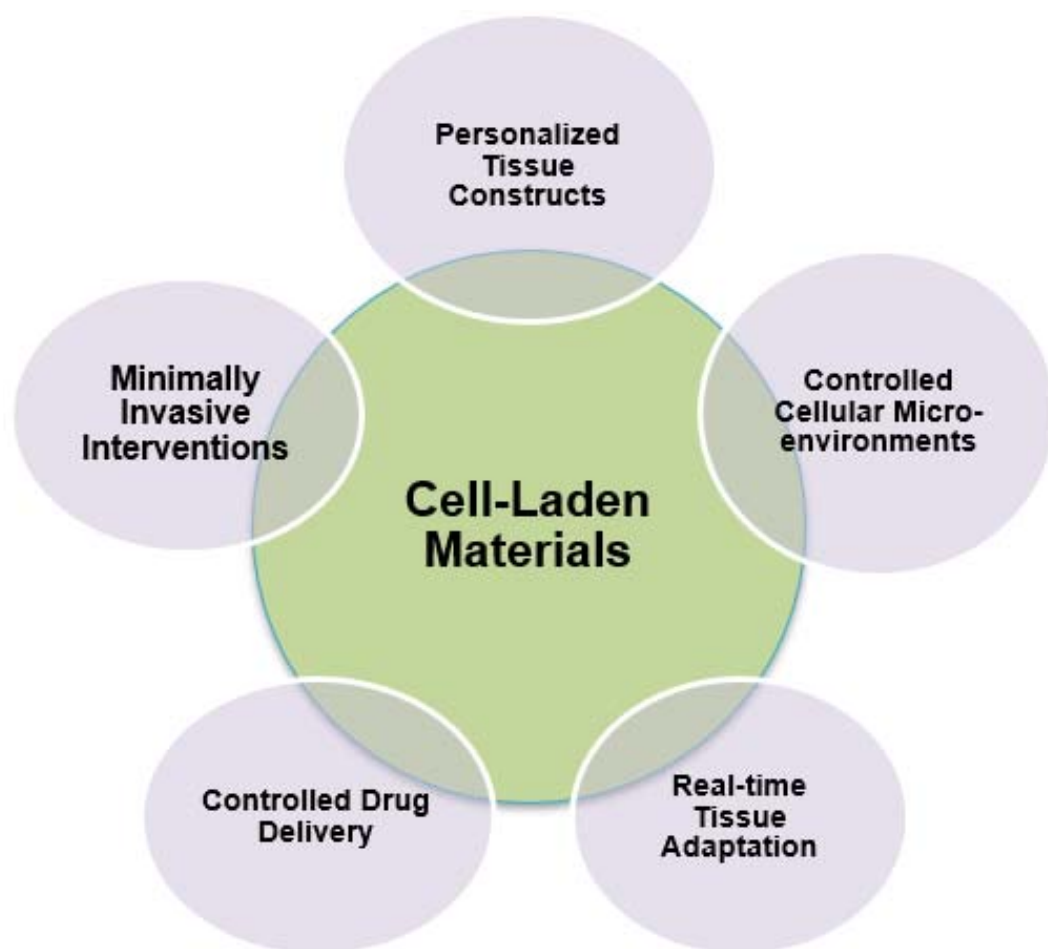 Personalized
Tissue
Constructs
Minimally
Invasive
Interventions
Controlled
Cellular Micro-
environments
Cell-Laden
Materials
Controlled Drug
Delivery
Real-time
Tissue
Adaptation